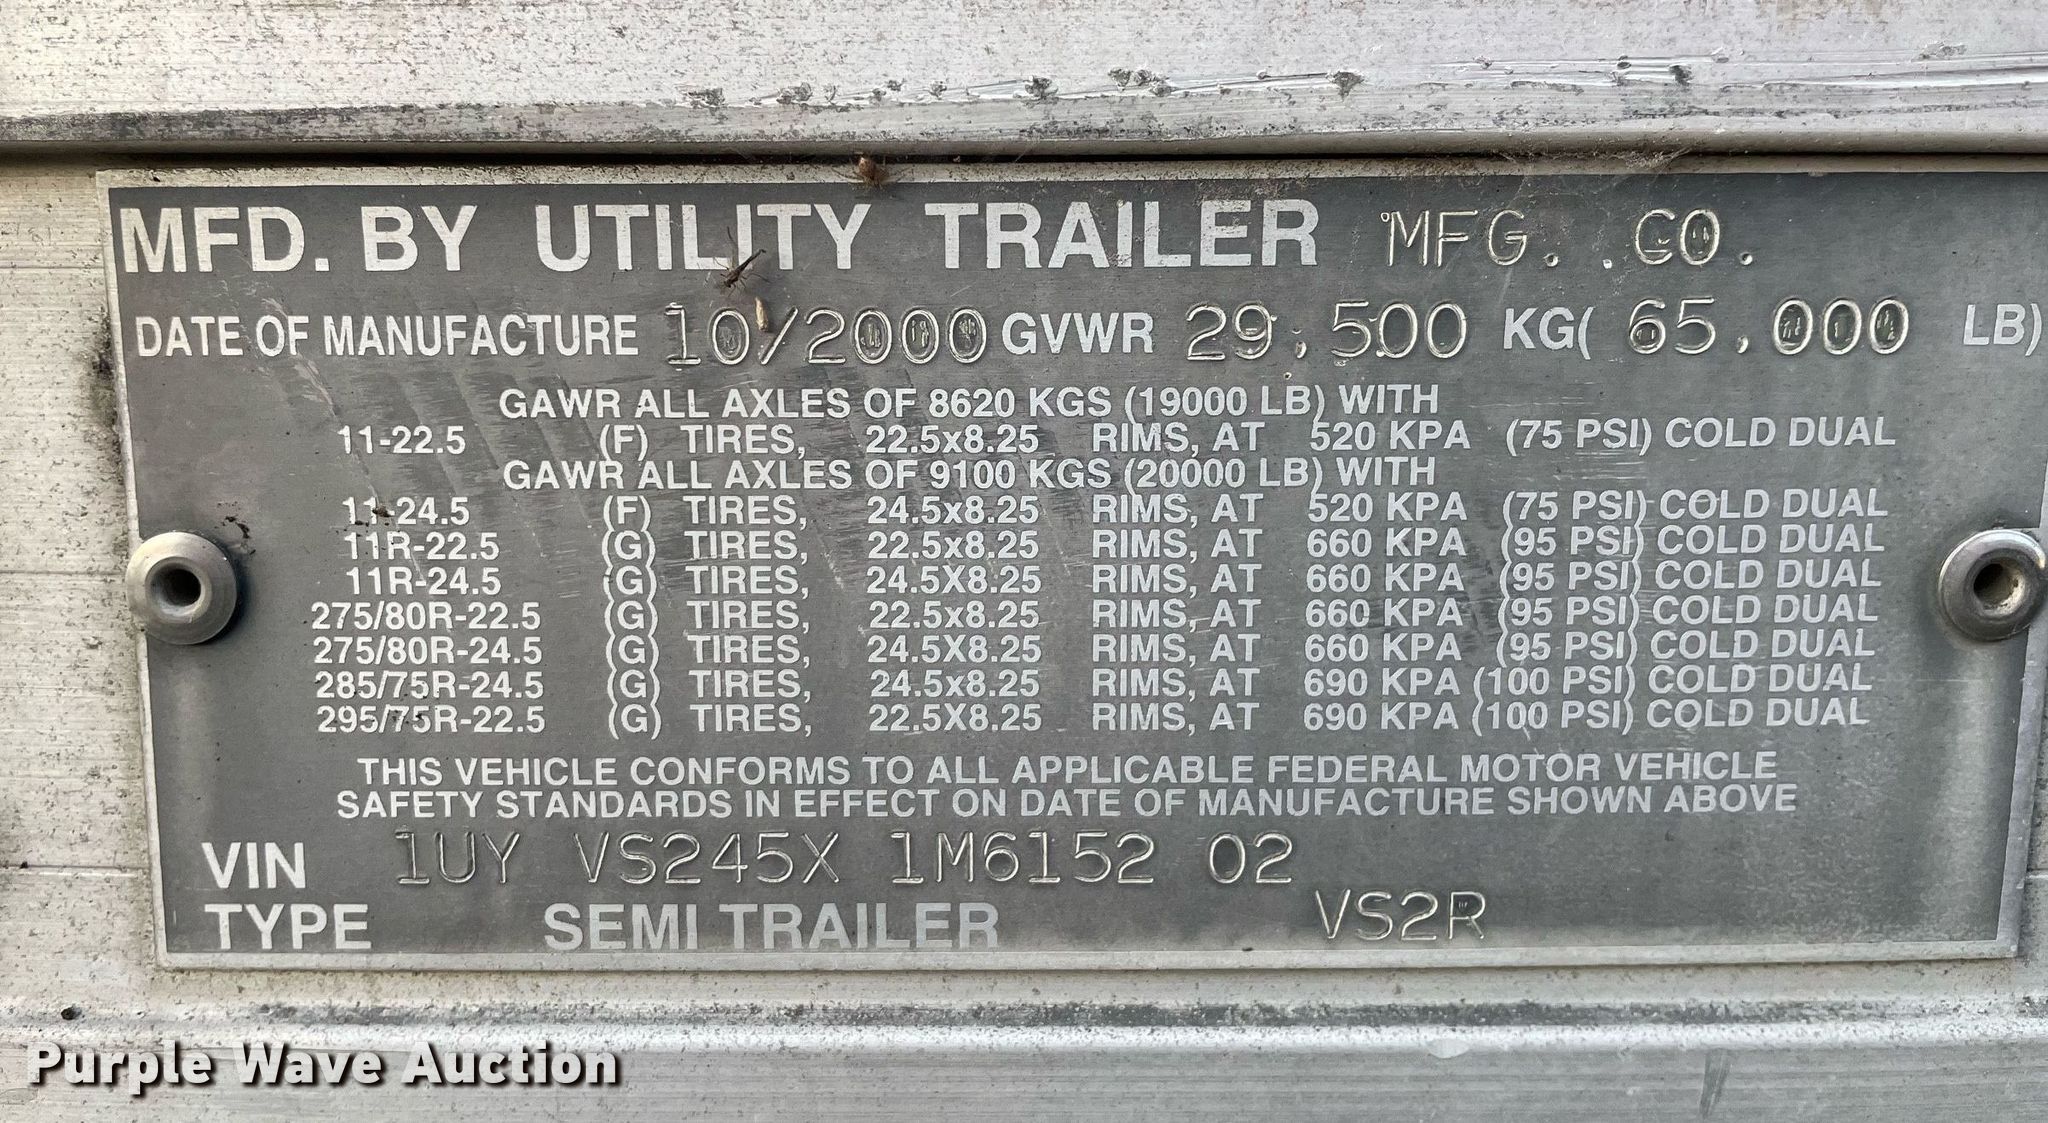 MFD. BY UTILITY TRAILER MFG. CO.
DATE OF MANUFACTURE 10/2000 GVWR 29.500 KG( 65.000 LB)
GAWR ALL AXLES OF 8620 KGS (19000 LB) WITH
11-22.5 (F) TIRES, 22.5x8.25 RIMS, AT 520 KPA (75 PSI) COLD DUAL
GAWR ALL AXLES OF 9100 KGS (20000 LB) WITH
11-24.5 (F) TIRES, 24.5x8.25 RIMS, AT 520 KPA (75 PSI) COLD DUAL
11R-22.5 (G) TIRES, 22.5x8.25 RIMS, AT 660 KPA (95 PSI) COLD DUAL
11R-24.5 (G) TIRES, 24.5X8.25 RIMS, AT 660 KPA (95 PSI) COLD DUAL
275/80R-22.5 (G) TIRES, 22.5x8.25 RIMS, AT 660 KPA (95 PSI) COLD DUAL
275/80R-24.5 (G) TIRES, 24.5X8.25 RIMS, AT 660 KPA (95 PSI) COLD DUAL
285/75R-24.5 (G) TIRES, 24.5x8.25 RIMS, AT 690 KPA (100 PSI) COLD DUAL
295/75R-22.5 (G) TIRES, 22.5X8.25 RIMS, AT 690 KPA (100 PSI) COLD DUAL
THIS VEHICLE CONFORMS TO ALL APPLICABLE FEDERAL MOTOR VEHICLE
SAFETY STANDARDS IN EFFECT ON DATE OF MANUFACTURE SHOWN ABOVE
VIN 1UY VS245X 1M6152 02
TYPE SEMI TRAILER VS2R
Purple Wave Auction